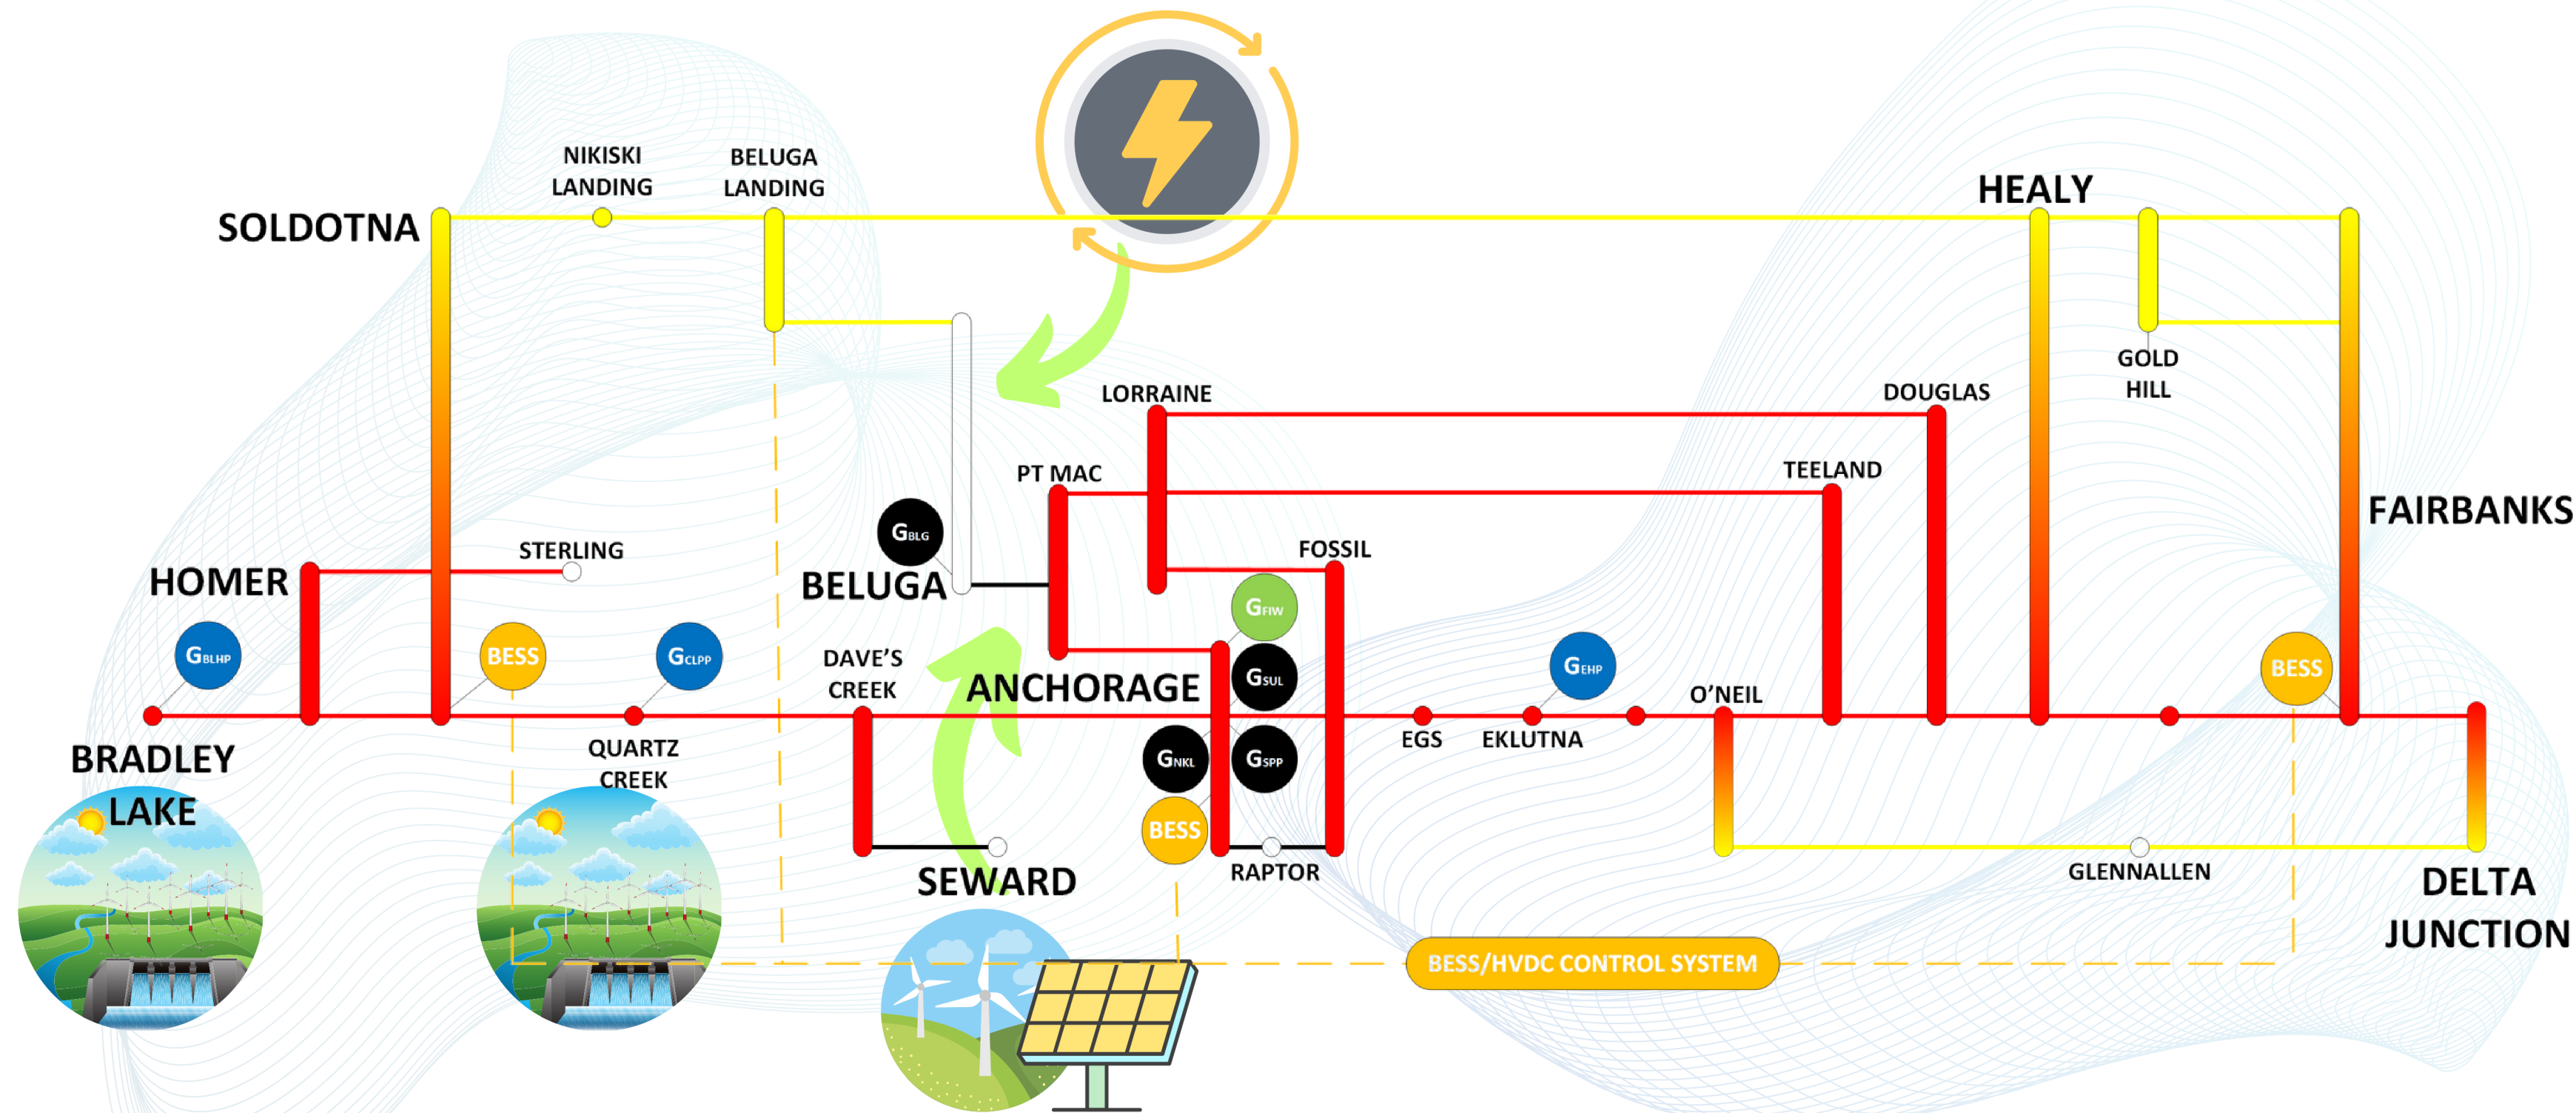 NIKISKI
LANDING
BELUGA
LANDING
HEALY
SOLDOTNA
GOLD
HILL
LORRAINE
DOUGLAS
PT MAC
TEELAND
FAIRBANKS
GBLG
STERLING
FOSSIL
HOMER
BELUGA
GFIW
GBLHP
BESS
GCLPP
DAVE'S
CREEK
ANCHORAGE
GSUL
GEHP
O'NEIL
BESS
BRADLEY
LAKE
QUARTZ
CREEK
EGS
EKLUTNA
GNKL
GSPP
BESS
SEWARD
RAPTOR
GLENNALLEN
DELTA
JUNCTION
BESS/HVDC CONTROL SYSTEM